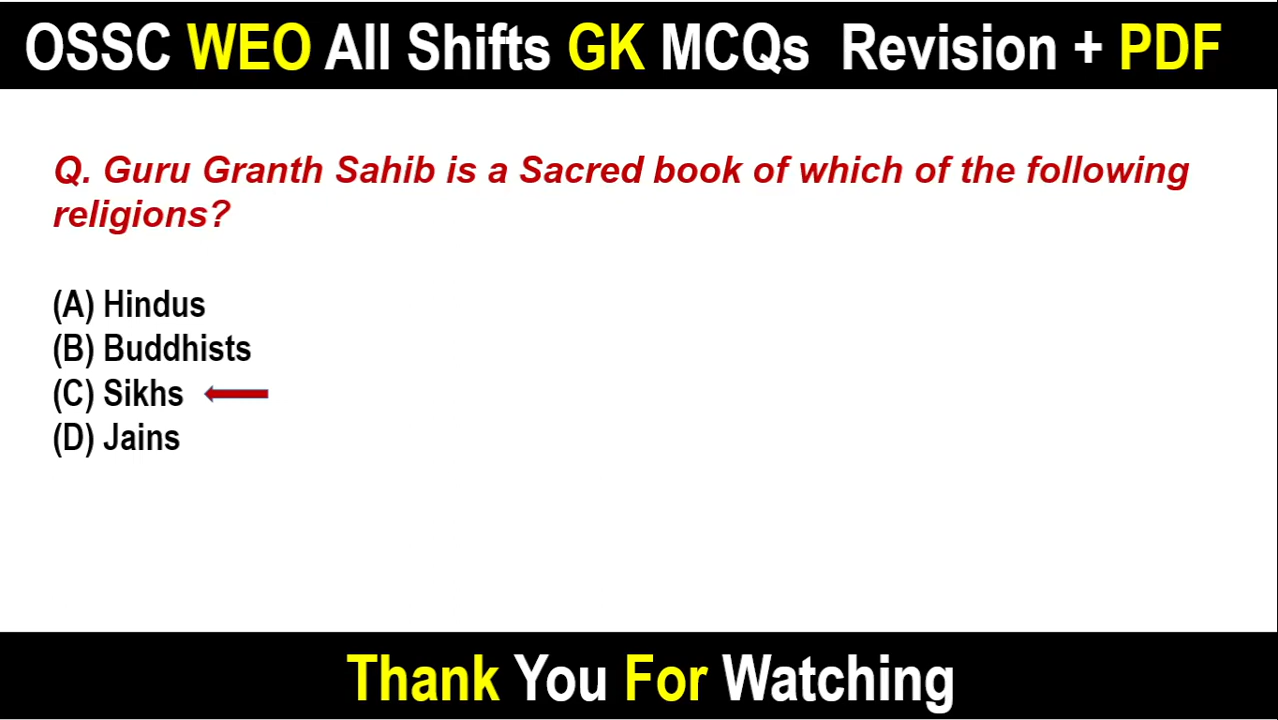 OSSC WEO All Shifts GK MCQs Revision + PDF
Q. Guru Granth Sahib is a Sacred book of which of the following
religions?
(A) Hindus
(B) Buddhists
(C) Sikhs
(D) Jains
Thank You For Watching